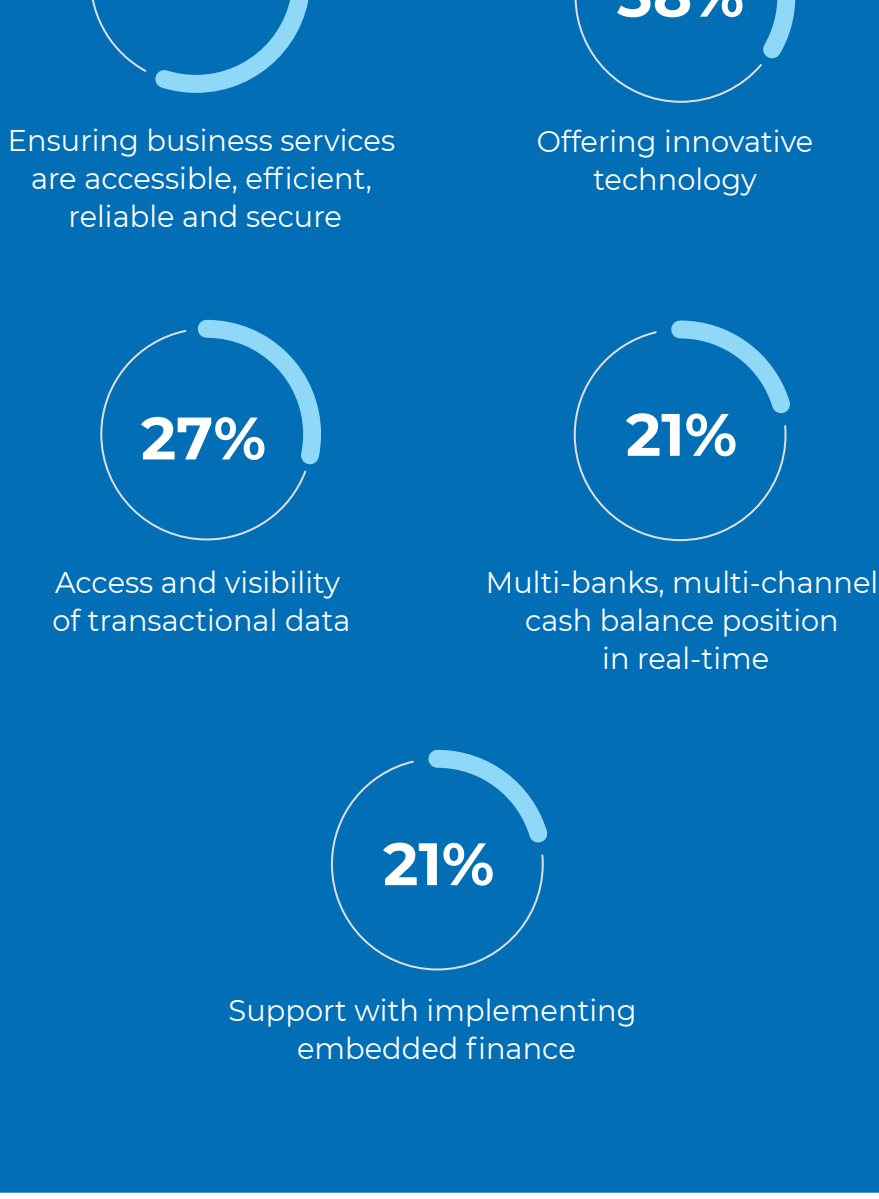 38%
Ensuring business services
are accessible, efficient,
reliable and secure
Offering innovative
technology
27%
21%
Access and visibility
of transactional data
Multi-banks, multi-channel
cash balance position
in real-time
21%
Support with implementing
embedded finance